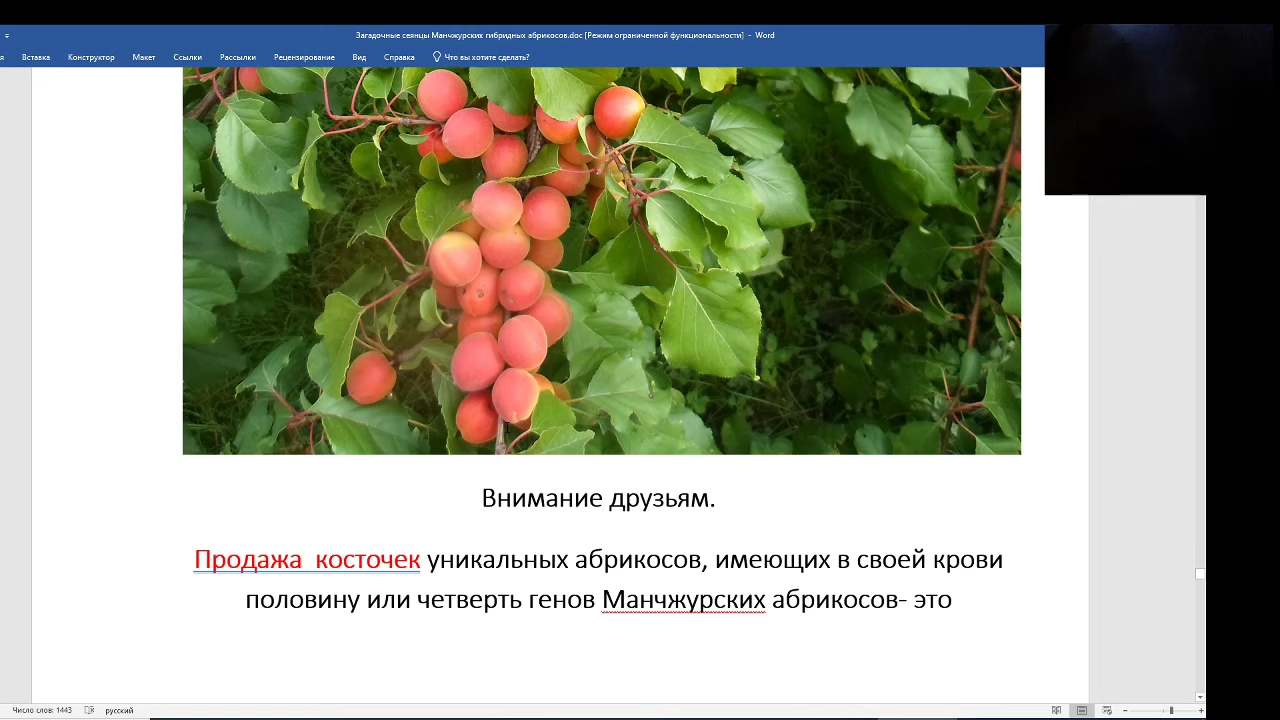 Загадочные сеянцы Манчжурских гибридных абрикосов.doc [Режим ограниченной функциональности] - Word
я Вставка Конструктор Макет Ссылки Рассылки Рецензирование Вид Справка Что вы хотите сделать?
Внимание друзьям.
Продажа косточек уникальных абрикосов, имеющих в своей крови
половину или четверть генов Манчжурских абрикосов- это
Число слов: 1443 русский